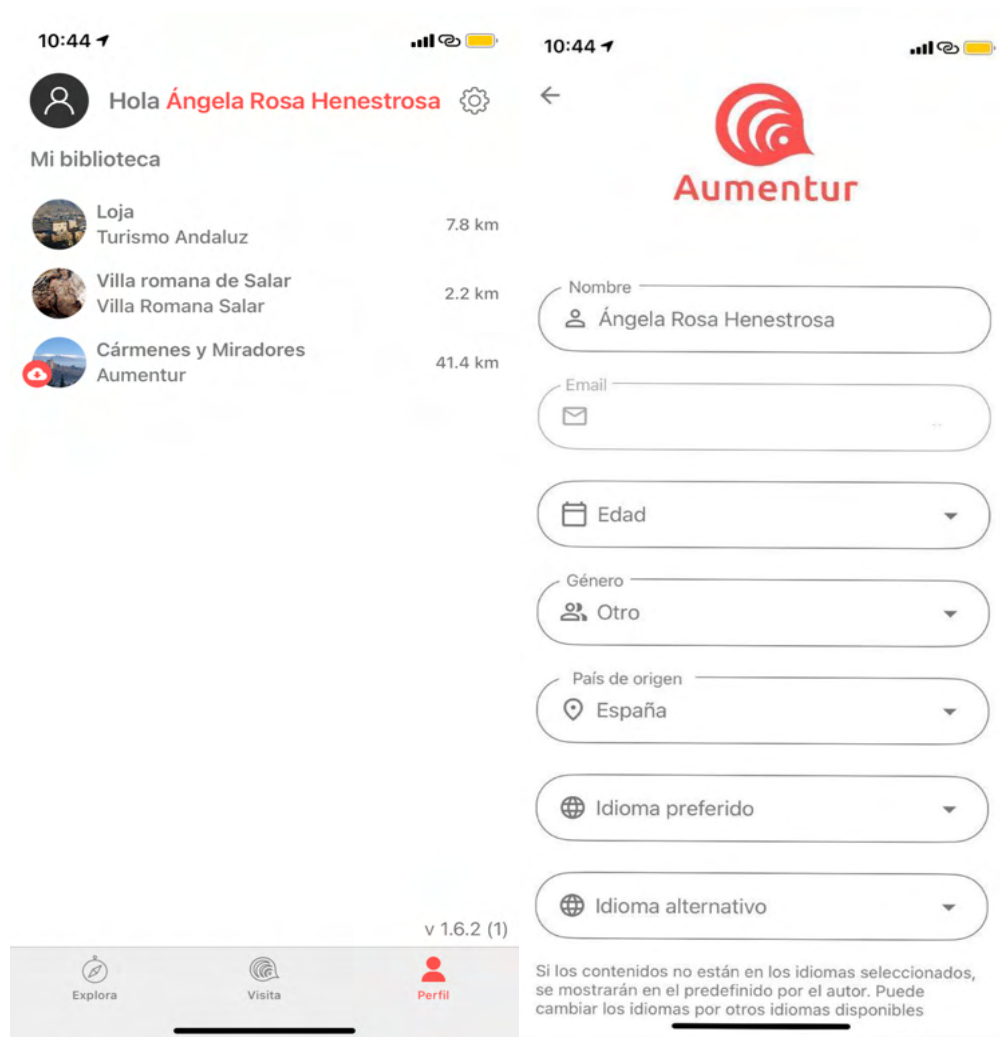 10:44
Hola Ángela Rosa Henestrosa
Mi biblioteca
Loja
Turismo Andaluz
7.8 km
Villa romana de Salar
Villa Romana Salar
2.2 km
Cármenes y Miradores
Aumentur
41.4 km
v 1.6.2 (1)
Explora
Visita
Perfil
10:44
Aumentur
Nombre
Ángela Rosa Henestrosa
Email
Edad
Género
Otro
País de origen
España
Idioma preferido
Idioma alternativo
Si los contenidos no están en los idiomas seleccionados,
se mostrarán en el predefinido por el autor. Puede
cambiar los idiomas por otros idiomas disponibles